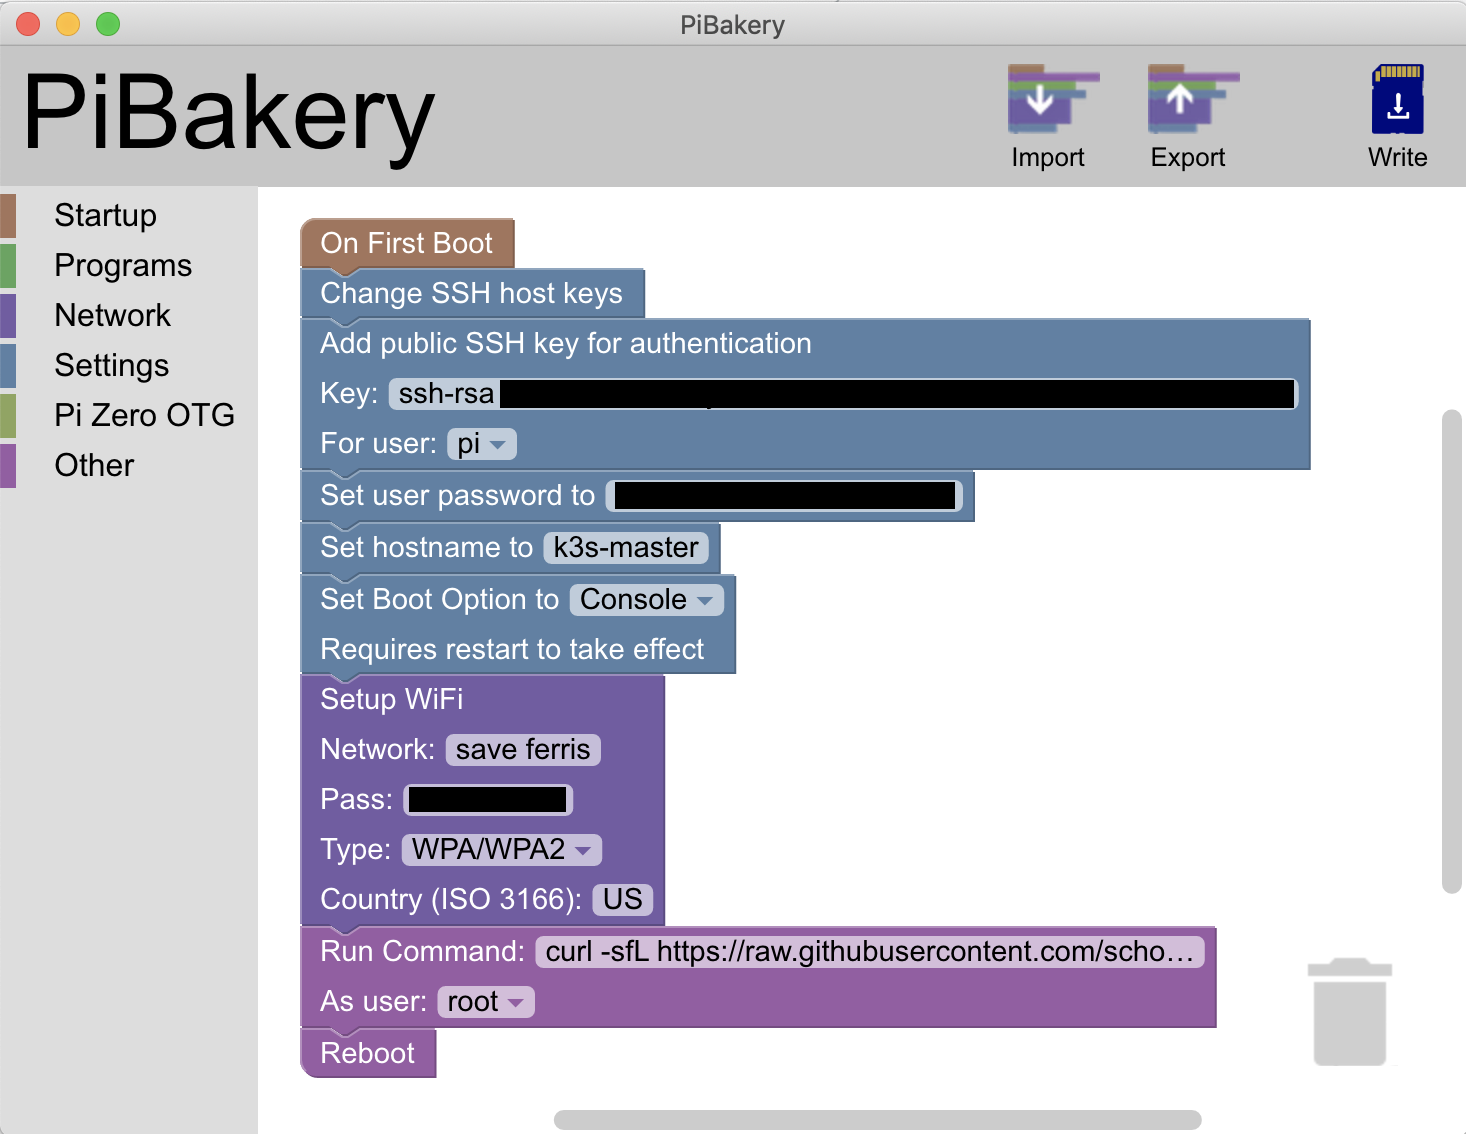 PiBakery
PiBakery
Import
Export
Write
Startup
Programs
Network
Settings
Pi Zero OTG
Other
On First Boot
Change SSH host keys
Add public SSH key for authentication
Key: ssh-rsa
For user: pi
Set user password to
Set hostname to k3s-master
Set Boot Option to Console
Requires restart to take effect
Setup WiFi
Network: save ferris
Pass:
Type: WPA/WPA2
Country (ISO 3166): US
Run Command: curl -sfL https://raw.githubusercontent.com/scho…
As user: root
Reboot